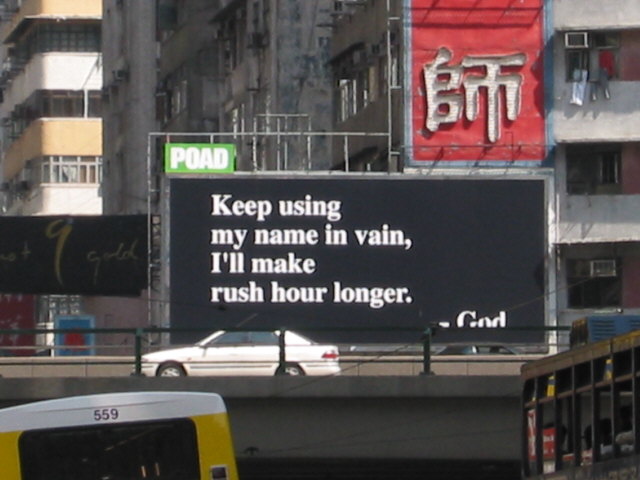 師
POAD
Keep using
my name in vain,
I'll make
rush hour longer.
- God
9 gold
559